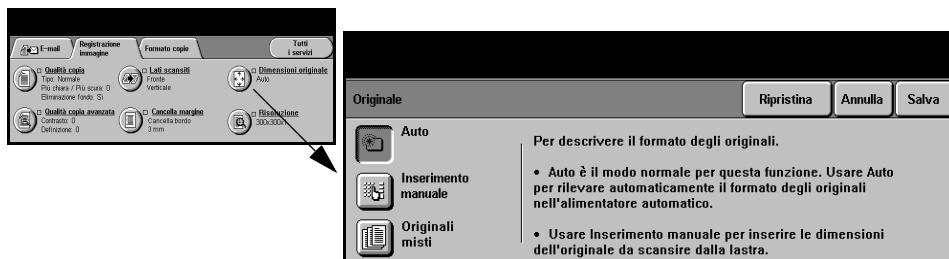 E-mail
Registrazione
immagine
Formato copie
Tutti
i servizi
Qualità copia
Tipo: Normale
Più chiara / Più scura: 0
Eliminazione fondo: Sì
Lati scansiti
Fronte
Verticale
Dimensioni originale
Auto
Qualità copia avanzata
Contrasto: 0
Definizione: 0
Cancella margine
Cancella bordo
3 mm
Risoluzione
300x300
Originale
Ripristina
Annulla
Salva
Auto
Inserimento
manuale
Originali
misti
Per descrivere il formato degli originali.
• Auto è il modo normale per questa funzione. Usare Auto
per rilevare automaticamente il formato degli originali
nell'alimentatore automatico.
• Usare Inserimento manuale per inserire le dimensioni
dell'originale da scansire dalla lastra.